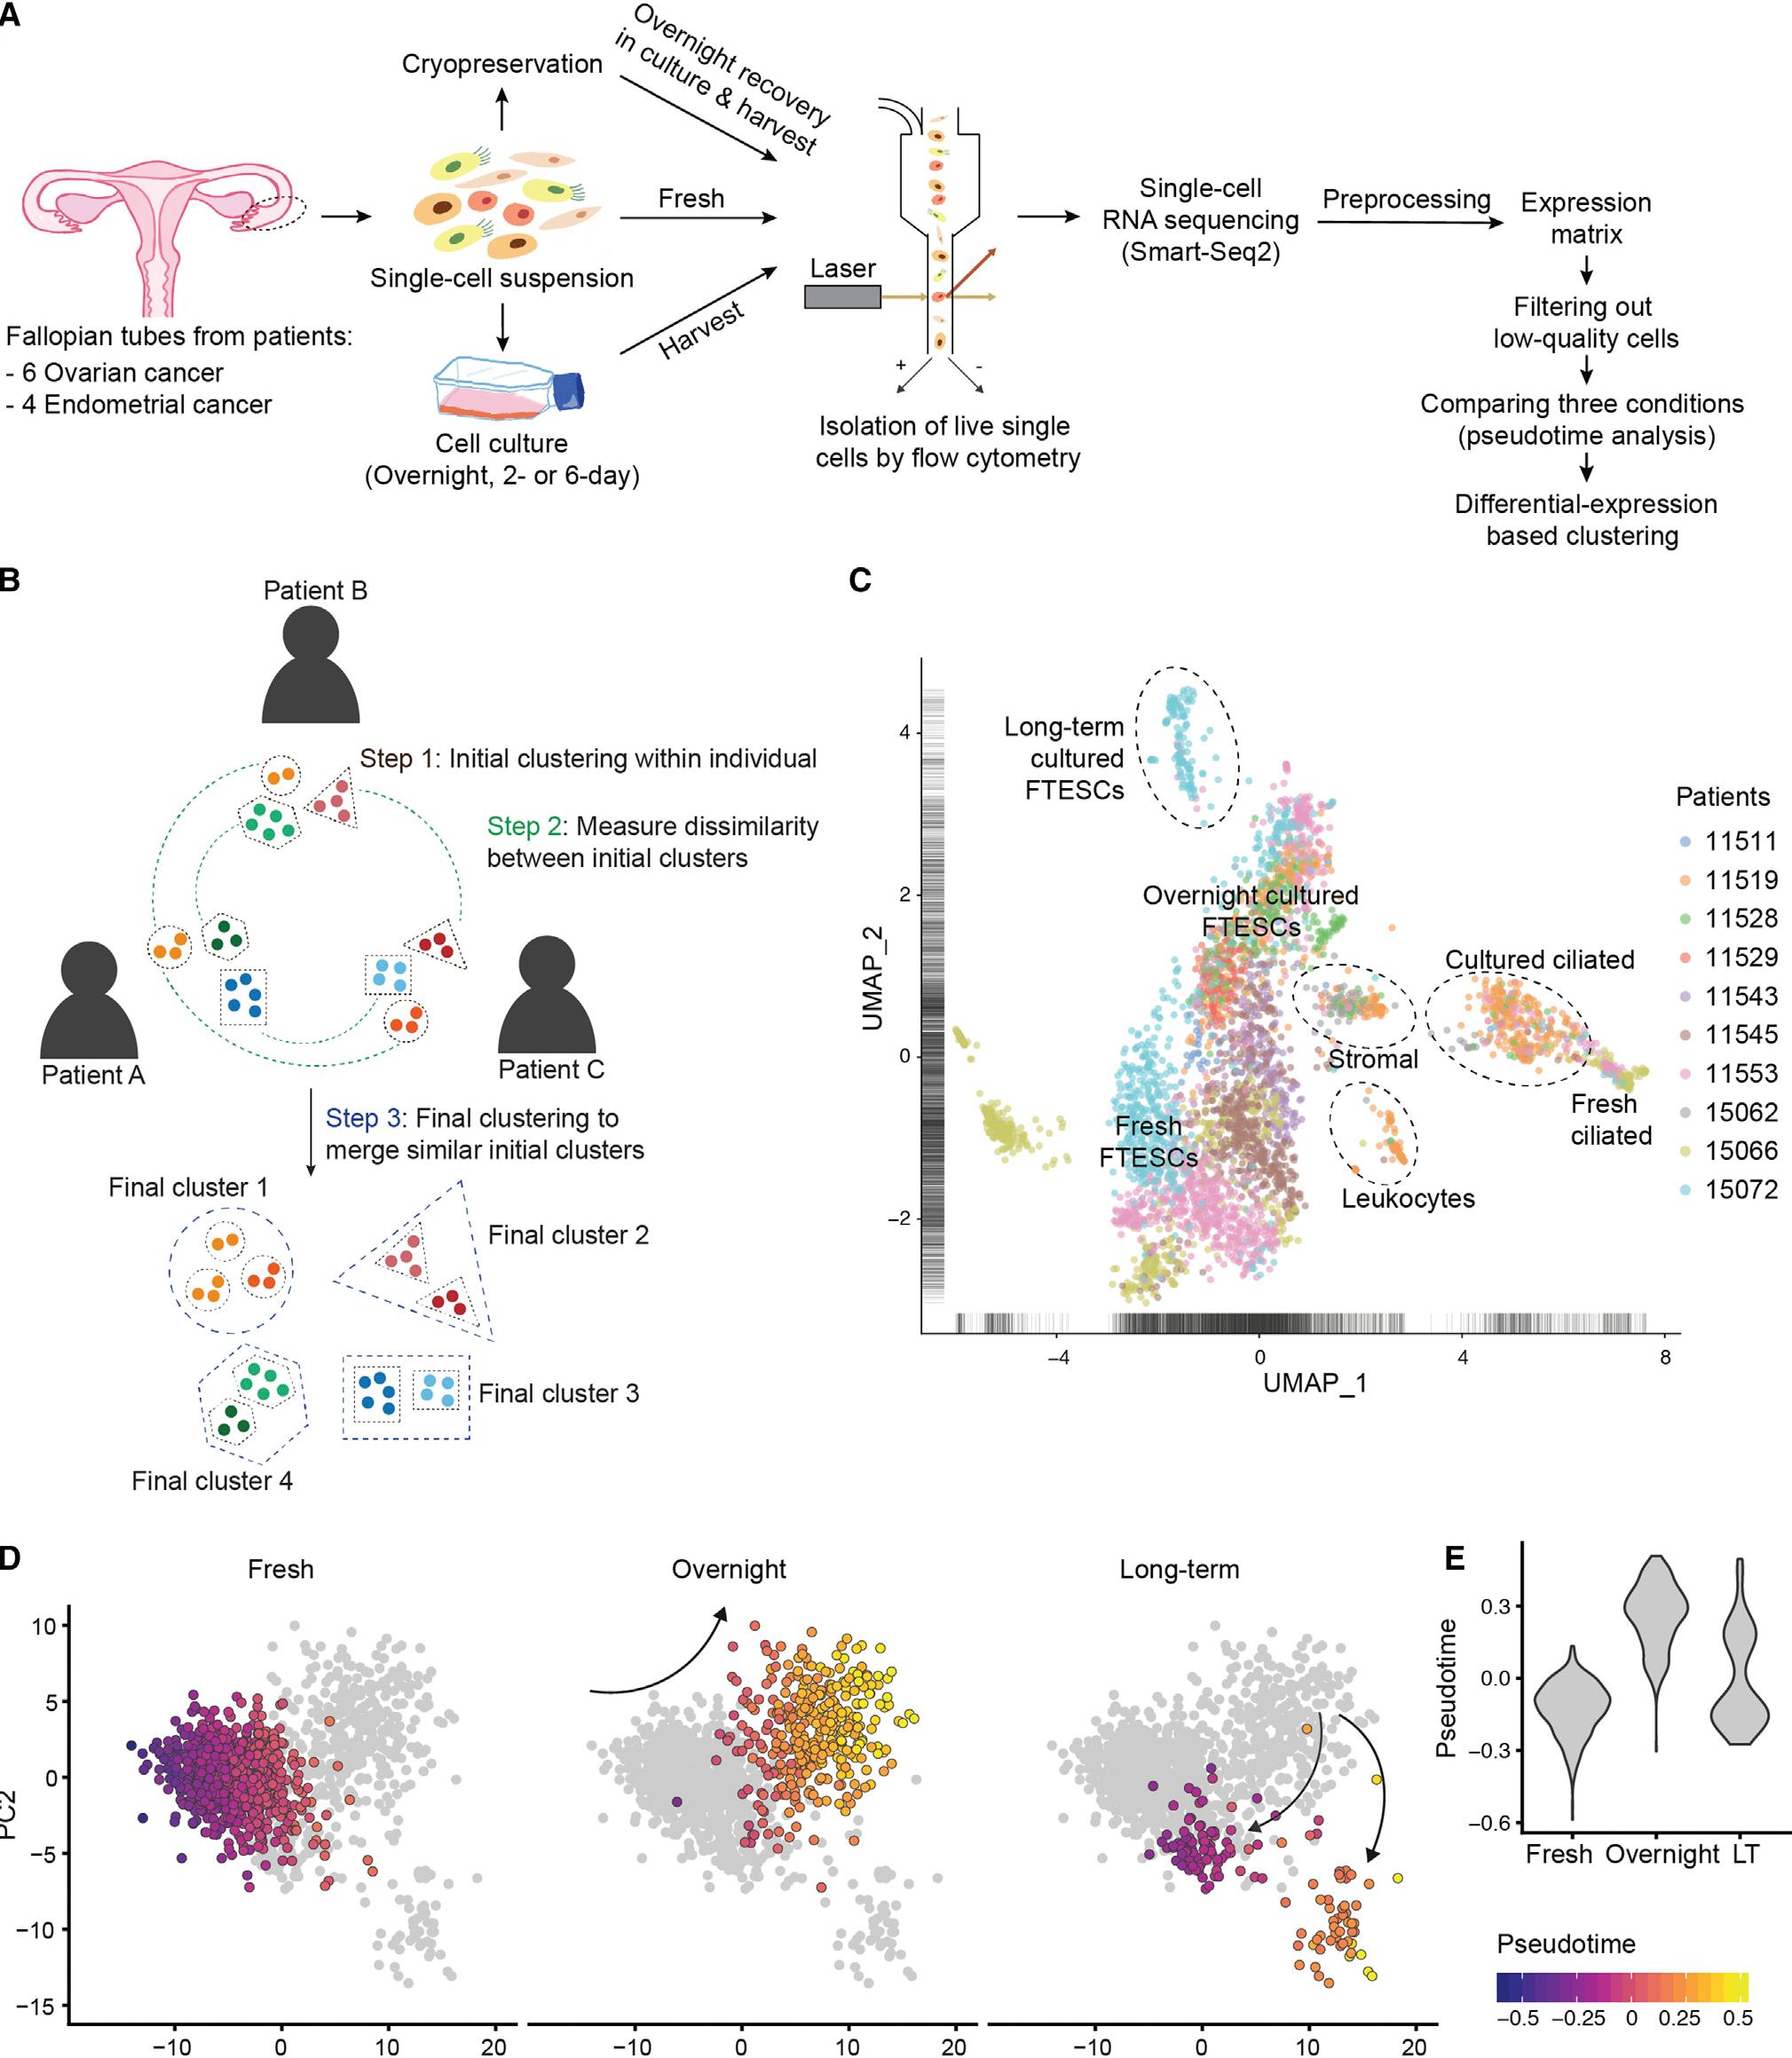 A
Cryopreservation
Overnight recovery
in culture & harvest
Fresh
Single-cell suspension
Harvest
Laser
+
-
Single-cell
RNA sequencing
(Smart-Seq2)
Preprocessing
Expression
matrix
Filtering out
low-quality cells
Comparing three conditions
(pseudotime analysis)
Differential-expression
based clustering
Fallopian tubes from patients:
- 6 Ovarian cancer
- 4 Endometrial cancer
Cell culture
(Overnight, 2- or 6-day)
Isolation of live single
cells by flow cytometry
B
Patient B
Step 1: Initial clustering within individual
Step 2: Measure dissimilarity
between initial clusters
Patient A
Patient C
Step 3: Final clustering to
merge similar initial clusters
Final cluster 1
Final cluster 2
Final cluster 3
Final cluster 4
C
Long-term
cultured
FTESCs
Overnight cultured
FTESCs
Cultured ciliated
Stromal
Fresh
ciliated
Fresh
FTESCs
Leukocytes
UMAP_2
4
2
0
−2
−4
0
4
8
UMAP_1
Patients
11511
11519
11528
11529
11543
11545
11553
15062
15066
15072
D
Fresh
Overnight
Long-term
PC2
10
5
0
−5
−10
−15
−10
0
10
20
−10
0
10
20
−10
0
10
20
E
Pseudotime
0.3
0.0
−0.3
−0.6
Fresh Overnight LT
Pseudotime
−0.5 −0.25 0 0.25 0.5